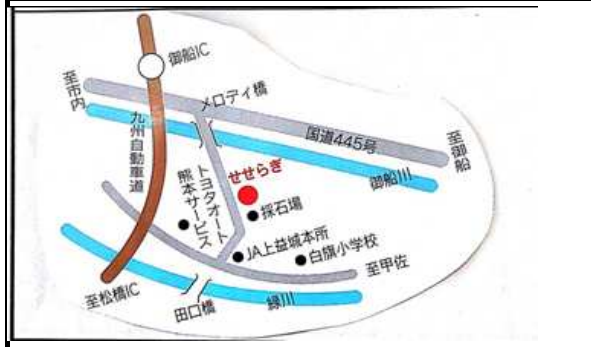 御船IC
至市内
メロディ橋
九州自動車道
国道445号
至御船
御船川
せせらぎ
トヨタオート
熊本サービス
採石場
JA上益城本所
白旗小学校
至甲佐
至松橋IC
田口橋
緑川